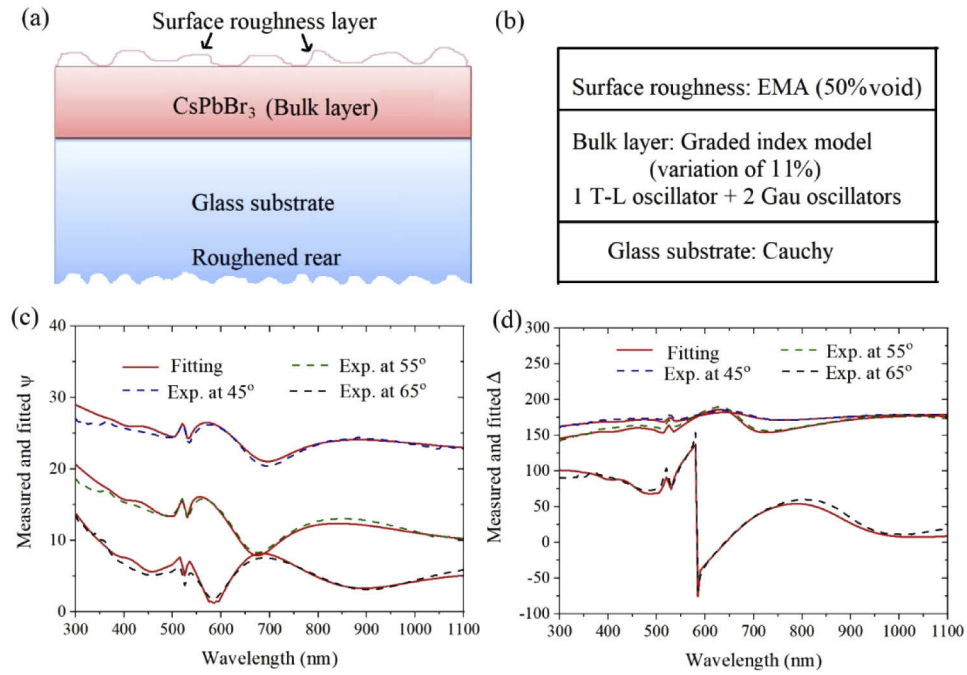 (a)
Surface roughness layer
CsPbBr₃ (Bulk layer)
Glass substrate
Roughened rear
(b)
Surface roughness: EMA (50%void)
Bulk layer: Graded index model
(variation of 11%)
1 T-L oscillator + 2 Gau oscillators
Glass substrate: Cauchy
(c)
Measured and fitted ψ
40
30
20
10
0
Fitting
Exp. at 45°
Exp. at 55°
Exp. at 65°
300 400 500 600 700 800 900 1000 1100
Wavelength (nm)
(d)
Measured and fitted Δ
300
250
200
150
100
50
0
-50
-100
Fitting
Exp. at 45°
Exp. at 55°
Exp. at 65°
300 400 500 600 700 800 900 1000 1100
Wavelength (nm)